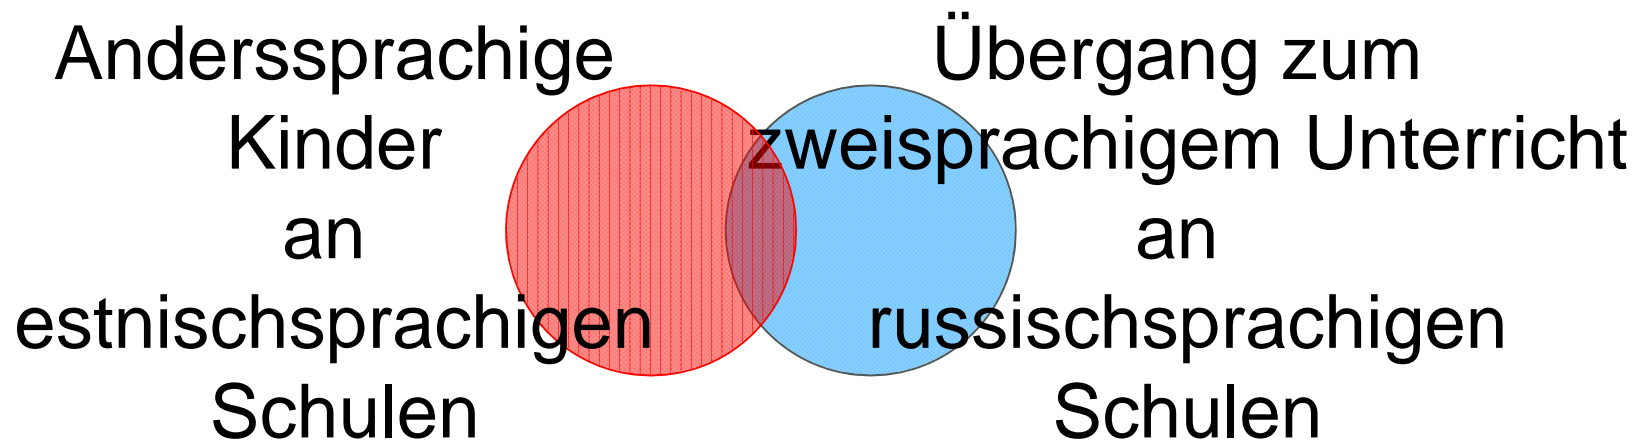 Anderssprachige
Kinder
an
estnischsprachigen
Schulen
Übergang zum
zweisprachigem Unterricht
an
russischsprachigen
Schulen